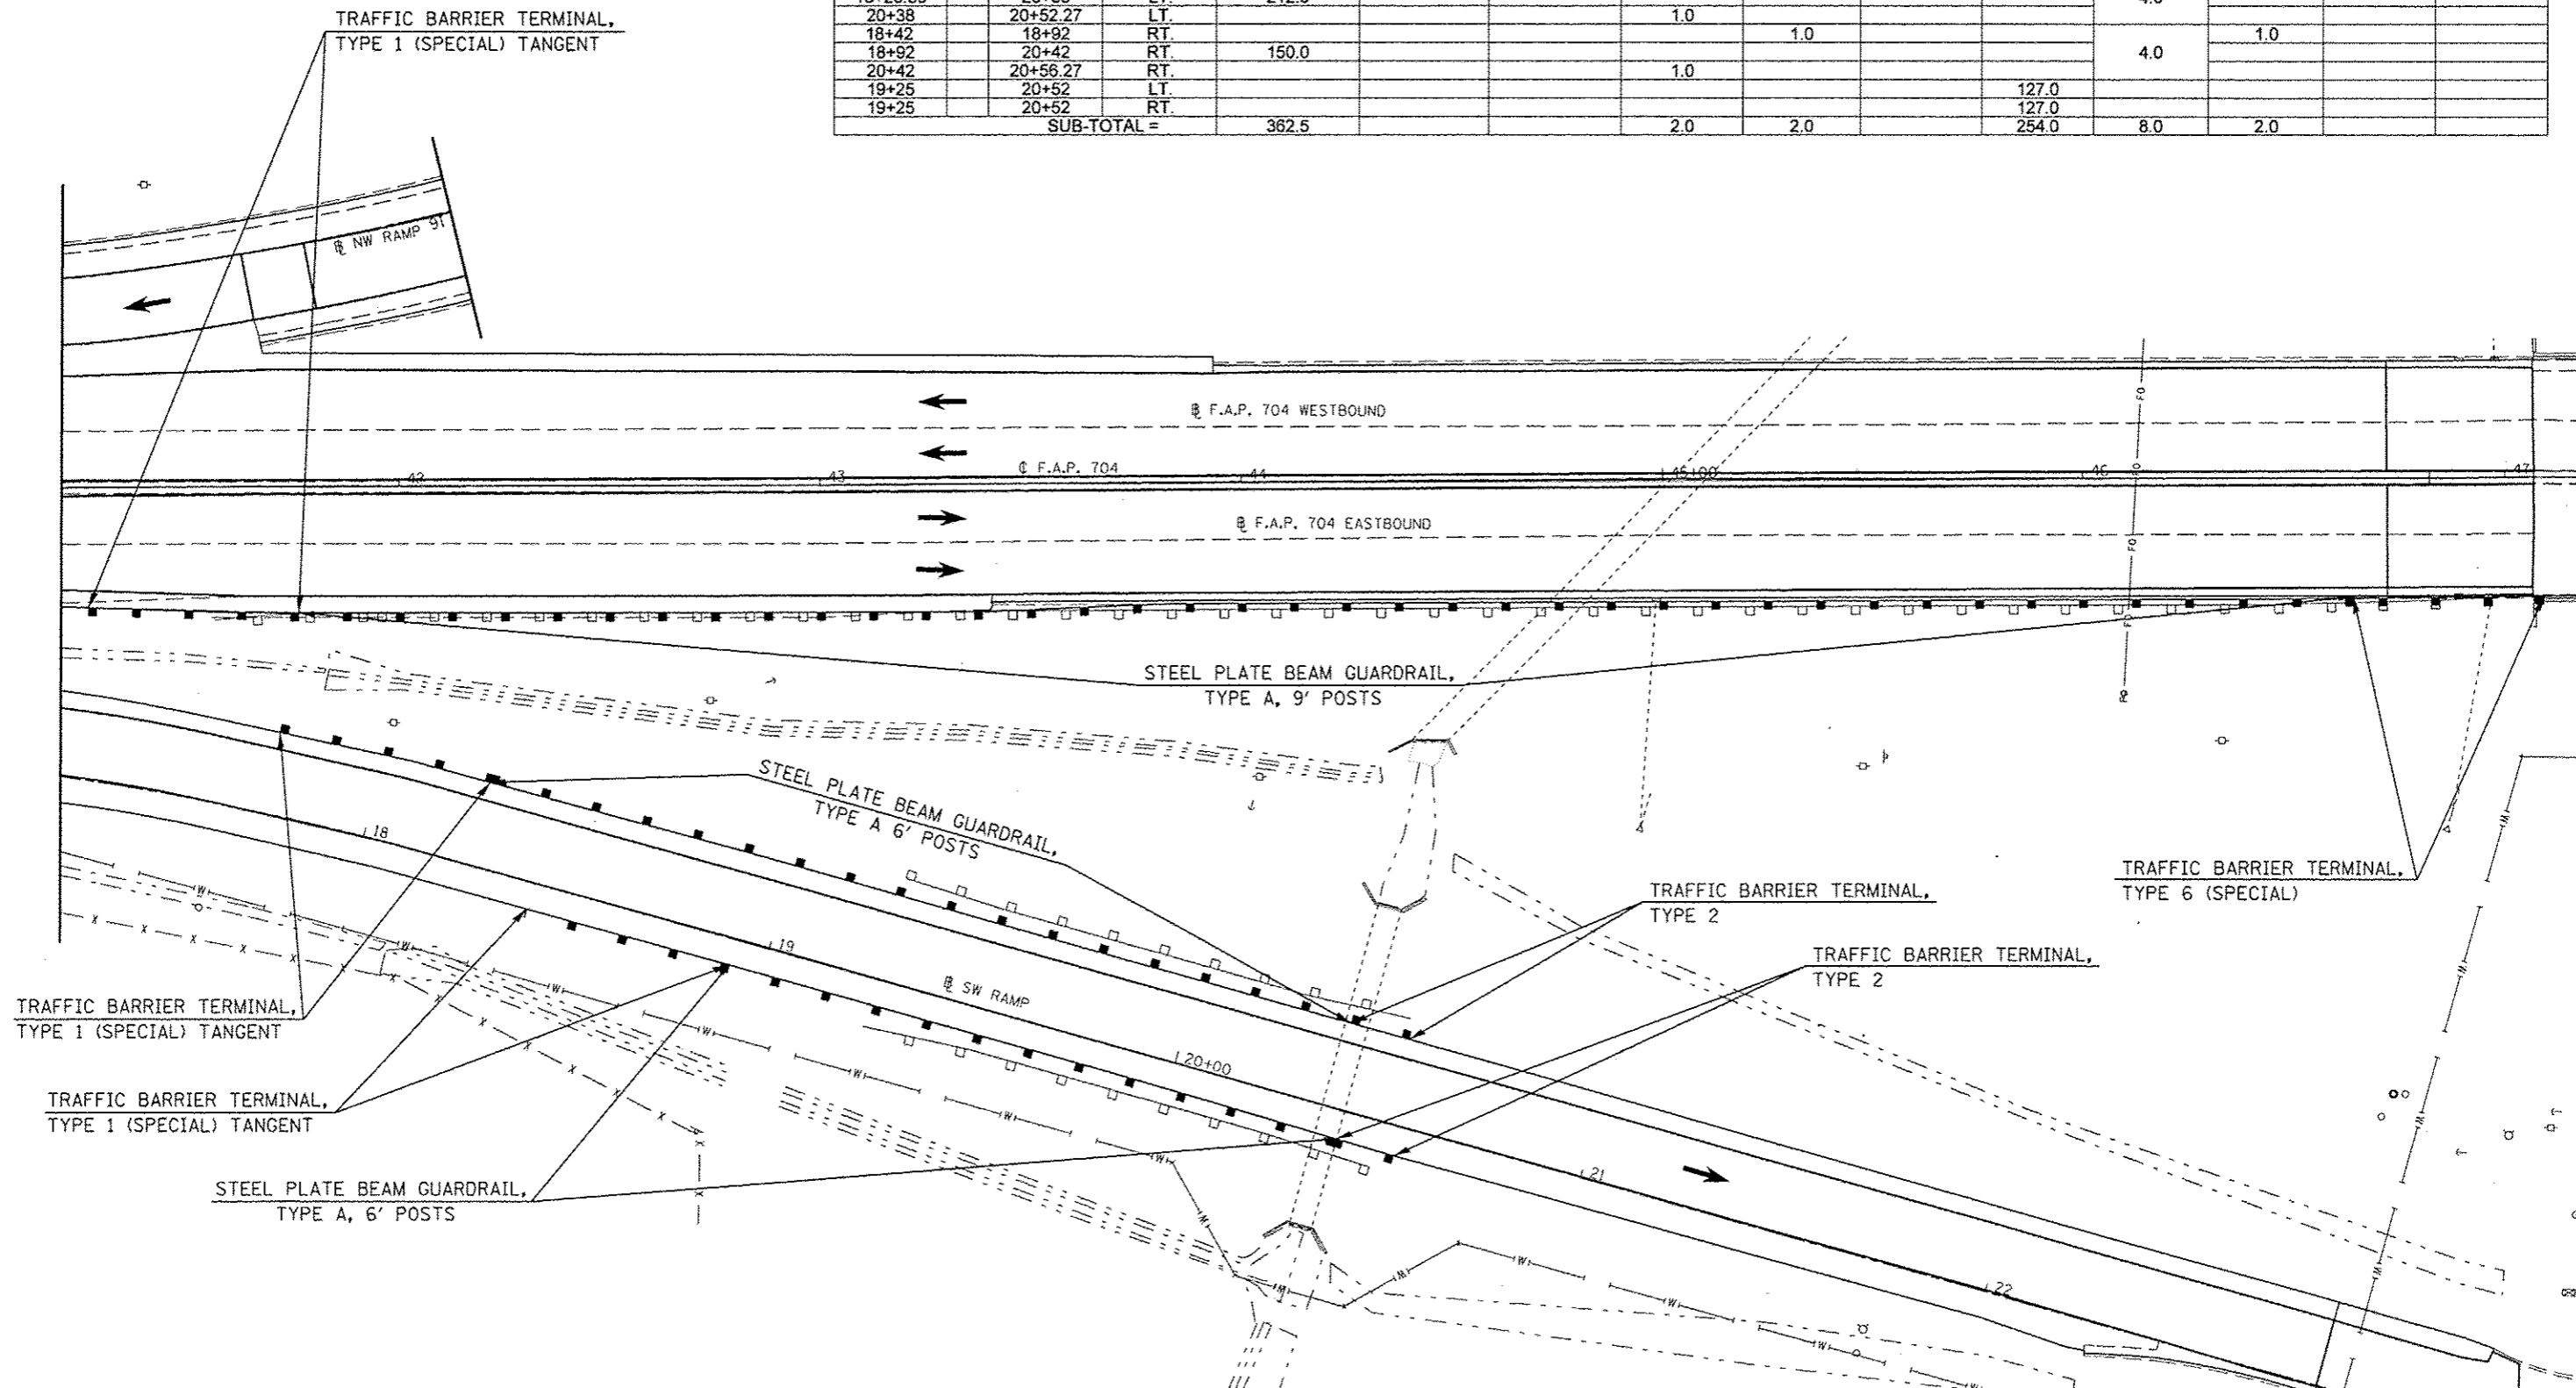 TRAFFIC BARRIER TERMINAL,
TYPE 1 (SPECIAL) TANGENT
20+38 20+52.27 LT. 1.0
18+42 18+92 RT. 1.0 1.0
18+92 20+42 RT. 150.0 4.0
20+42 20+56.27 RT. 1.0
19+25 20+52 LT. 127.0
19+25 20+52 RT. 127.0
SUB-TOTAL = 362.5 2.0 2.0 254.0 8.0 2.0
NW RAMP 91
F.A.P. 704 WESTBOUND
F.A.P. 704
42 43 44 45+00 46 47
F.A.P. 704 EASTBOUND
FO
FO
FO
FO
STEEL PLATE BEAM GUARDRAIL,
TYPE A, 9' POSTS
STEEL PLATE BEAM GUARDRAIL,
TYPE A 6' POSTS
18
19
SW RAMP
20+00
21
22
TRAFFIC BARRIER TERMINAL,
TYPE 6 (SPECIAL)
TRAFFIC BARRIER TERMINAL,
TYPE 2
TRAFFIC BARRIER TERMINAL,
TYPE 2
TRAFFIC BARRIER TERMINAL,
TYPE 1 (SPECIAL) TANGENT
TRAFFIC BARRIER TERMINAL,
TYPE 1 (SPECIAL) TANGENT
STEEL PLATE BEAM GUARDRAIL,
TYPE A, 6' POSTS